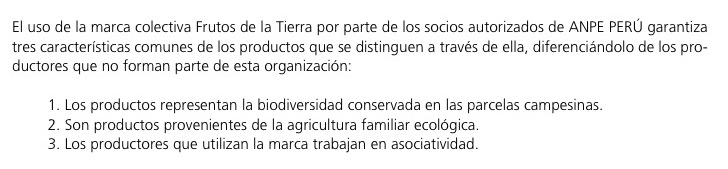 El uso de la marca colectiva Frutos de la Tierra por parte de los socios autorizados de ANPE PERÚ garantiza
tres características comunes de los productos que se distinguen a través de ella, diferenciándolo de los pro-
ductores que no forman parte de esta organización:
1. Los productos representan la biodiversidad conservada en las parcelas campesinas.
2. Son productos provenientes de la agricultura familiar ecológica.
3. Los productores que utilizan la marca trabajan en asociatividad.